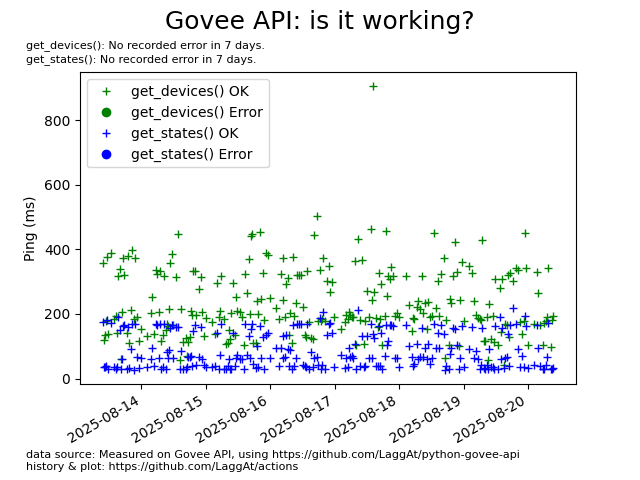 Govee API: is it working?
get_devices(): No recorded error in 7 days.
get_states(): No recorded error in 7 days.
get_devices() OK
get_devices() Error
get_states() OK
get_states() Error
Ping (ms)
800
600
400
200
0
2025-08-14
2025-08-15
2025-08-16
2025-08-17
2025-08-18
2025-08-19
2025-08-20
data source: Measured on Govee API, using https://github.com/LaggAt/python-govee-api
history & plot: https://github.com/LaggAt/actions